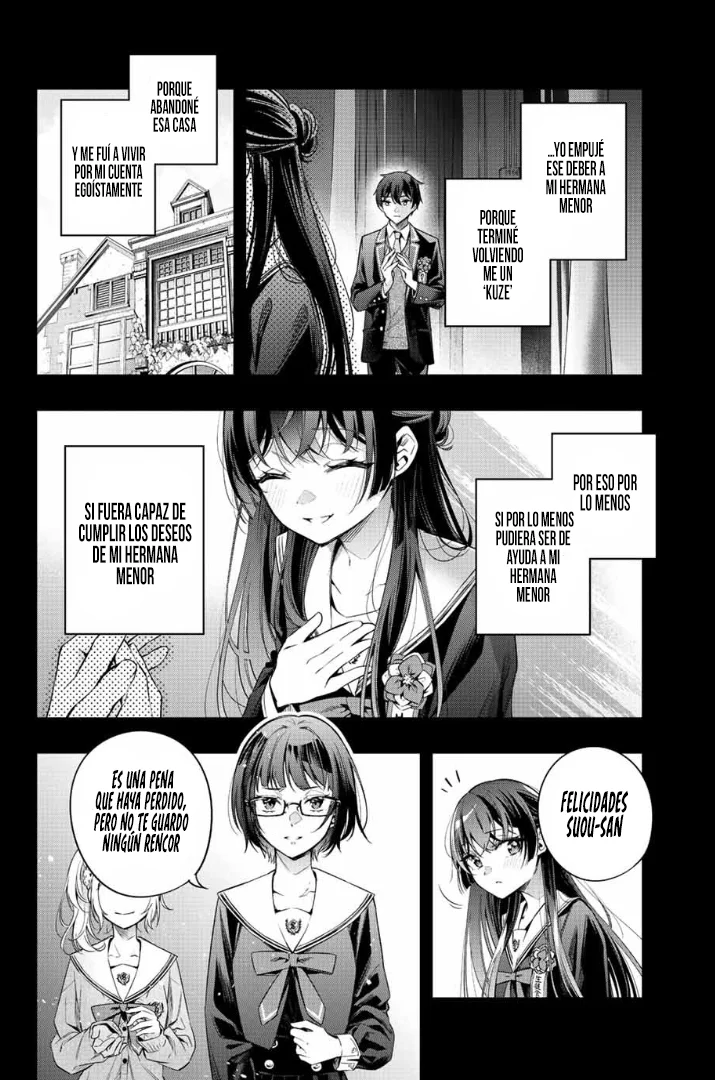 ...YO EMPUJÉ
ESE DEBER A
MI HERMANA
MENOR
PORQUE
TERMINÉ
VOLVIENDO
ME UN
‘KUZE’
PORQUE
ABANDONÉ
ESA CASA
Y ME FUÍ A VIVIR
POR MI CUENTA
EGOÍSTAMENTE
POR ESO POR
LO MENOS
SI POR LO MENOS
PUDIERA SER DE
AYUDA A MI
HERMANA
MENOR
SI FUERA CAPAZ DE
CUMPLIR LOS DESEOS
DE MI HERMANA
MENOR
FELICIDADES
SUOU-SAN
ES UNA PENA
QUE HAYA PERDIDO,
PERO NO TE GUARDO
NINGÚN RENCOR